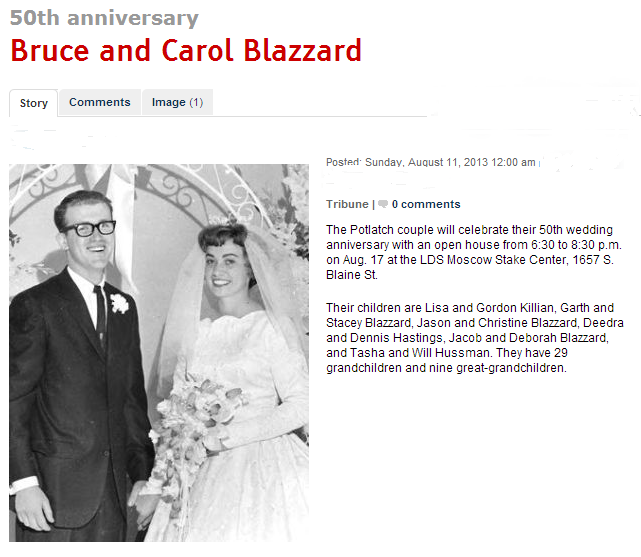 50th anniversary
Bruce and Carol Blazzard
Story Comments Image (1)
Posted: Sunday, August 11, 2013 12:00 am
Tribune | 0 comments
The Potlatch couple will celebrate their 50th wedding
anniversary with an open house from 6:30 to 8:30 p.m.
on Aug. 17 at the LDS Moscow Stake Center, 1657 S.
Blaine St.
Their children are Lisa and Gordon Killian, Garth and
Stacey Blazzard, Jason and Christine Blazzard, Deedra
and Dennis Hastings, Jacob and Deborah Blazzard,
and Tasha and Will Hussman. They have 29
grandchildren and nine great-grandchildren.